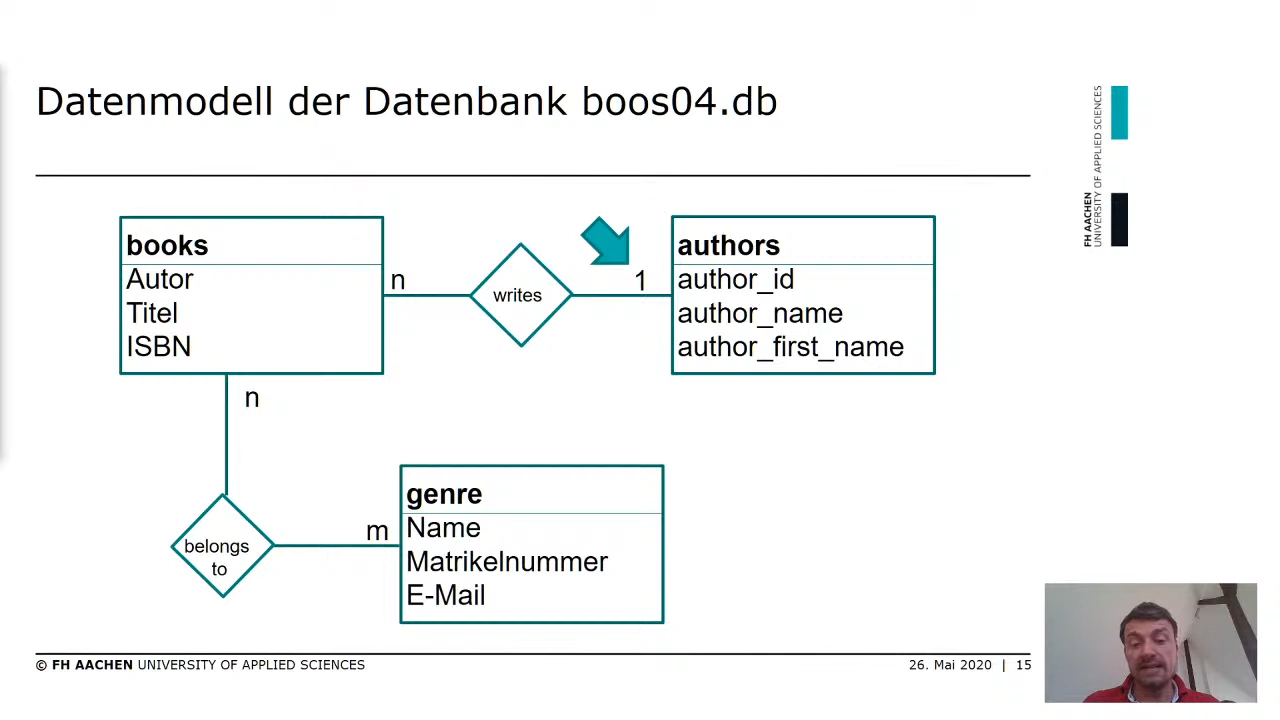 Datenmodell der Datenbank boos04.db
FH AACHEN
UNIVERSITY OF APPLIED SCIENCES
books
Autor
Titel
ISBN
n
writes
1
authors
author_id
author_name
author_first_name
n
belongs
to
m
genre
Name
Matrikelnummer
E-Mail
© FH AACHEN UNIVERSITY OF APPLIED SCIENCES
26. Mai 2020 | 15